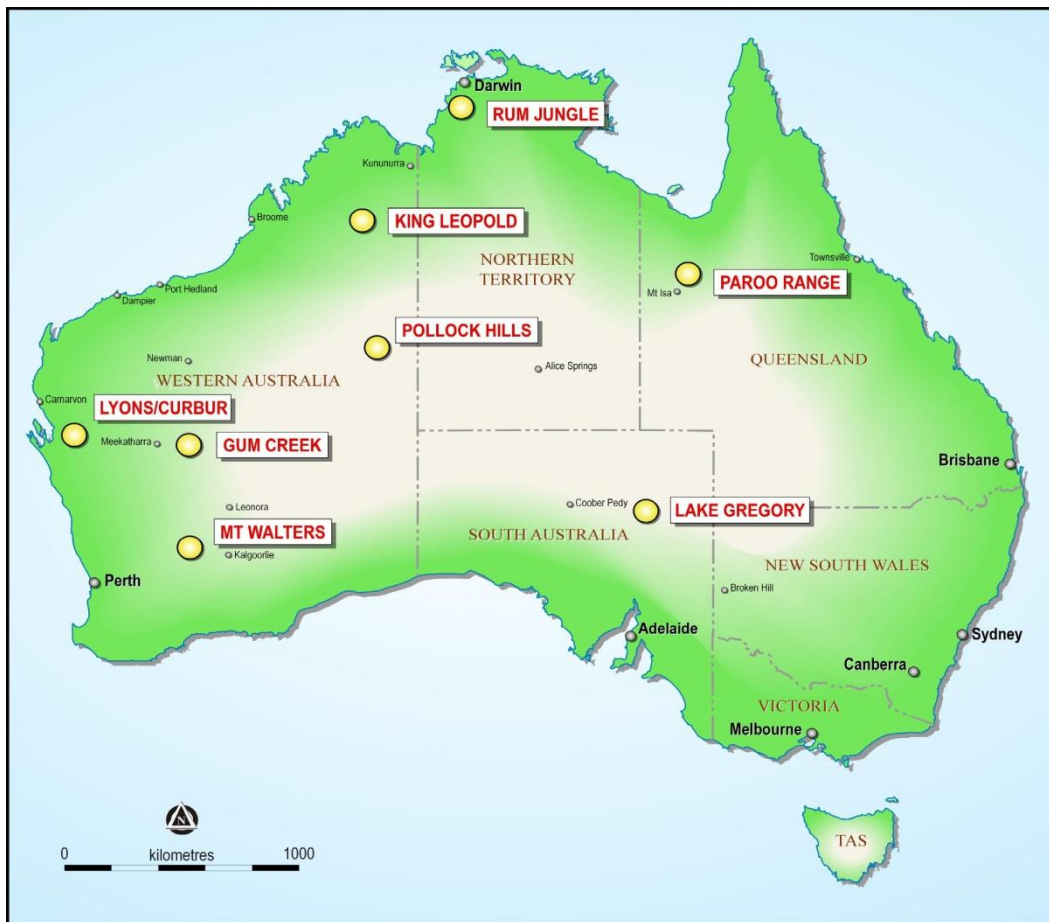 Darwin
RUM JUNGLE
Kununurra
Broome
KING LEOPOLD
NORTHERN
TERRITORY
Townsville
PAROO RANGE
Mt Isa
Port Hedland
Dampier
POLLOCK HILLS
Newman
Alice Springs
QUEENSLAND
WESTERN AUSTRALIA
Carnarvon
LYONS/CURBUR
Meekatharra
GUM CREEK
Brisbane
Leonora
Coober Pedy
LAKE GREGORY
MT WALTERS
SOUTH AUSTRALIA
Kalgoorlie
NEW SOUTH WALES
Perth
Broken Hill
Adelaide
Sydney
Canberra
VICTORIA
Melbourne
N
TAS
0 kilometres 1000